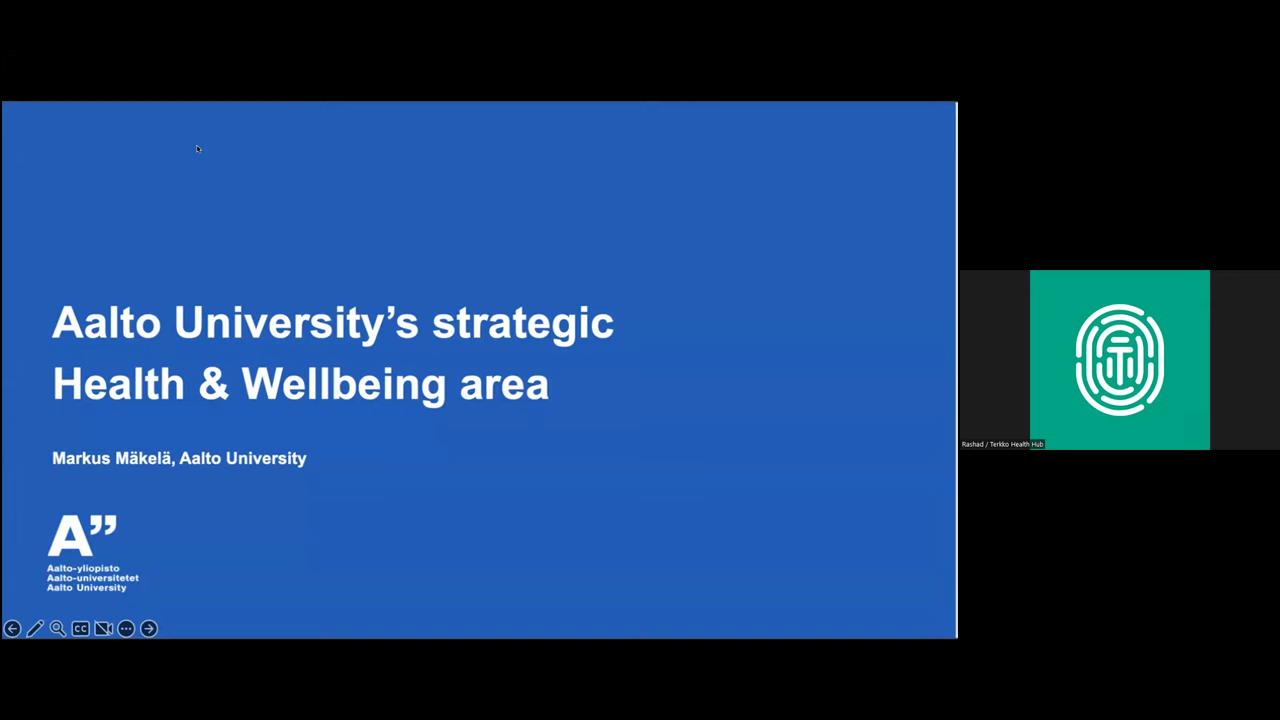 Aalto University’s strategic
Health & Wellbeing area
Markus Mäkelä, Aalto University
A”
Aalto-yliopisto
Aalto-universitetet
Aalto University
CC
Rashad / Terkko Health Hub